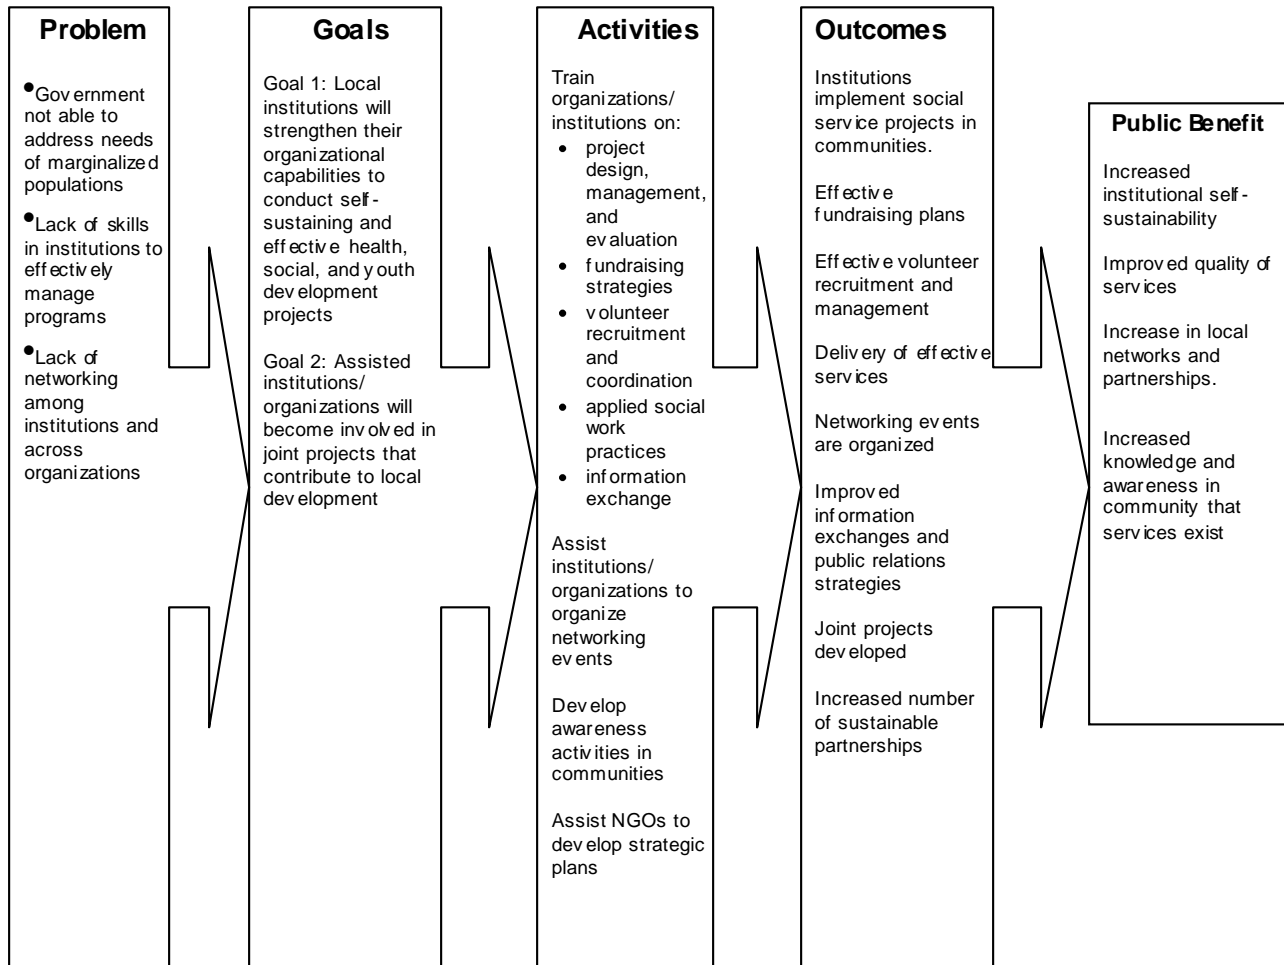 Problem
•Government
not able to
address needs
of marginalized
populations
•Lack of skills
in institutions to
effectively
manage
programs
•Lack of
networking
among
institutions and
across
organizations
Goals
Goal 1: Local
institutions will
strengthen their
organizational
capabilities to
conduct self-
sustaining and
effective health,
social, and youth
development
projects
Goal 2: Assisted
institutions/
organizations will
become involved in
joint projects that
contribute to local
development
Activities
Train
organizations/
institutions on:
• project
design,
management,
and
evaluation
• fundraising
strategies
• volunteer
recruitment
and
coordination
• applied social
work
practices
• information
exchange
Assist
institutions/
organizations to
organize
networking
events
Develop
awareness
activities in
communities
Assist NGOs to
develop strategic
plans
Outcomes
Institutions
implement social
service projects in
communities.
Effective
fundraising plans
Effective volunteer
recruitment and
management
Delivery of effective
services
Networking events
are organized
Improved
information
exchanges and
public relations
strategies
Joint projects
developed
Increased number
of sustainable
partnerships
Public Benefit
Increased
institutional self-
sustainability
Improved quality of
services
Increase in local
networks and
partnerships.
Increased
knowledge and
awareness in
community that
services exist